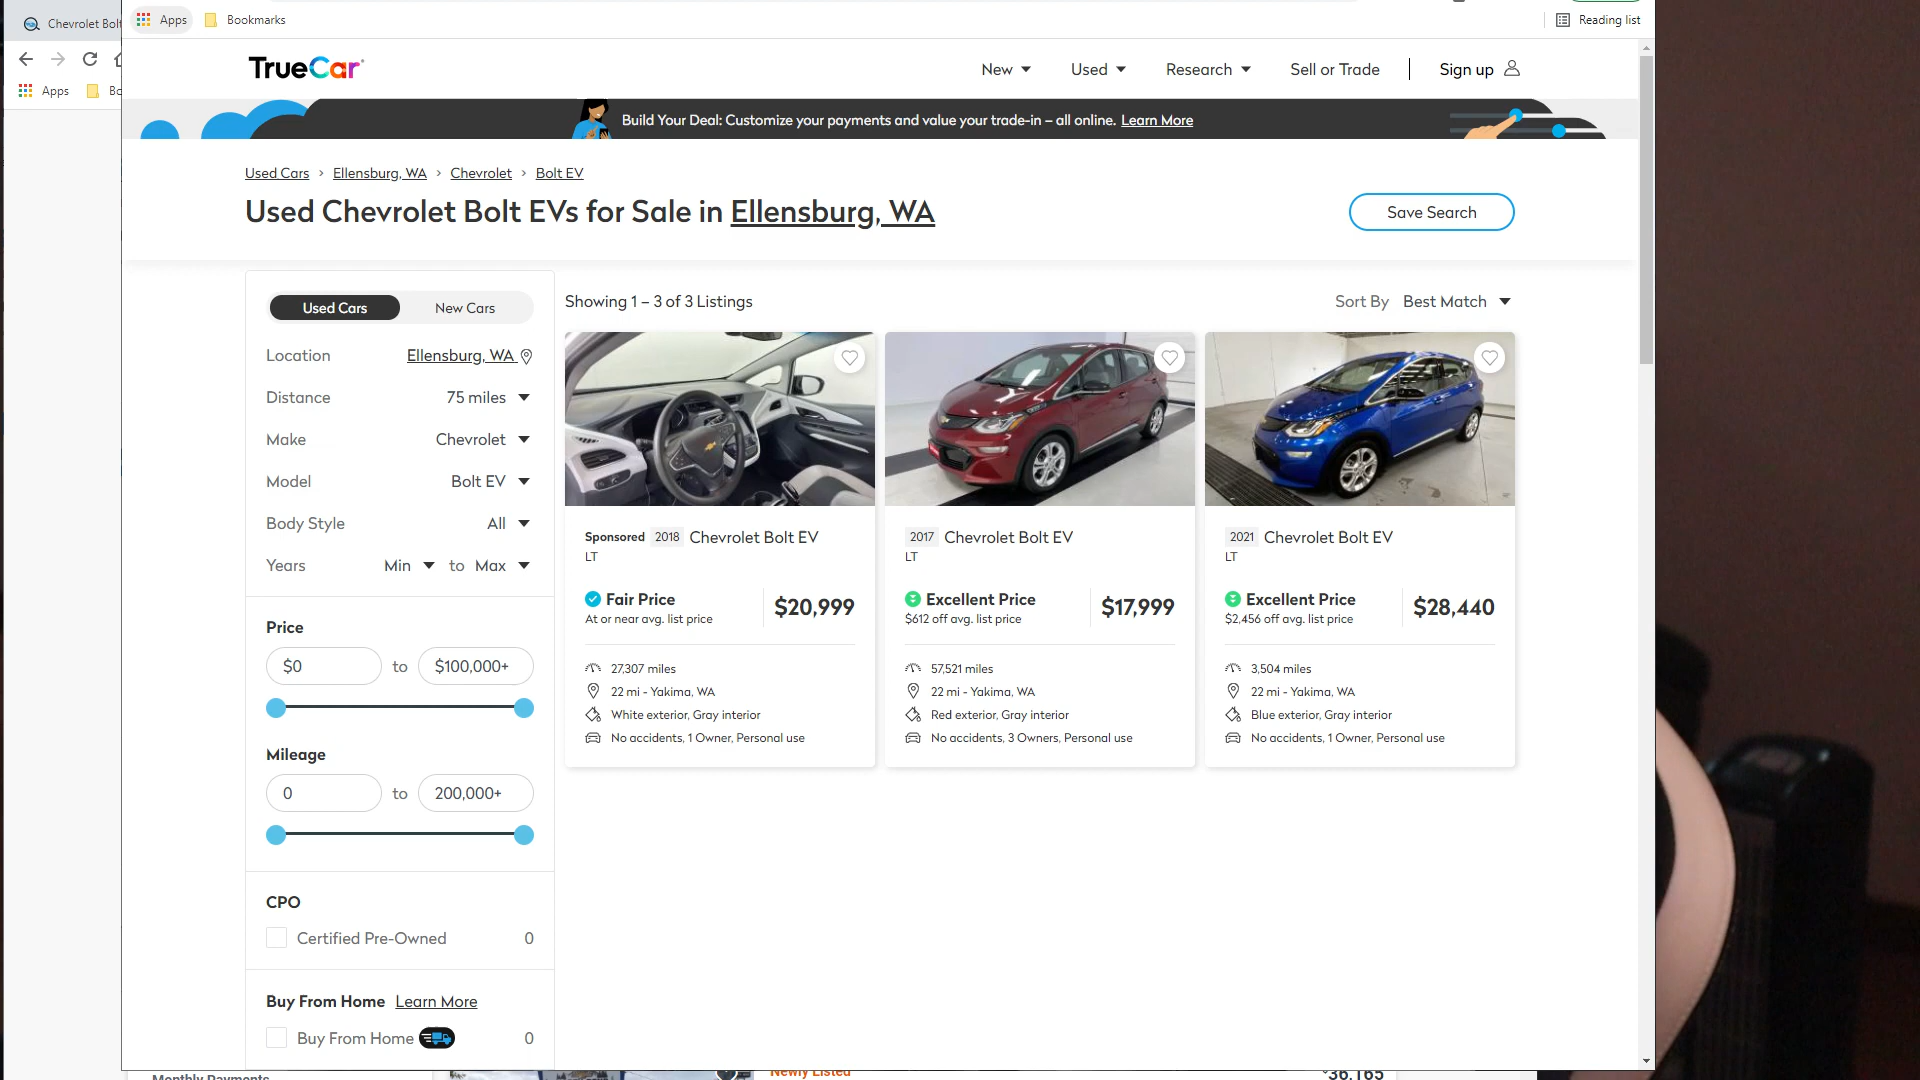 Chevrolet Bolt
Apps
Bookmarks
Reading list
Apps
TrueCar
New
Used
Research
Sell or Trade
Sign up
Build Your Deal: Customize your payments and value your trade-in – all online. Learn More
Used Cars › Ellensburg, WA › Chevrolet › Bolt EV
Used Chevrolet Bolt EVs for Sale in Ellensburg, WA
Save Search
Used Cars
New Cars
Location Ellensburg, WA
Distance 75 miles
Make Chevrolet
Model Bolt EV
Body Style All
Years Min to Max
Price
$0 to $100,000+
Mileage
0 to 200,000+
CPO
Certified Pre-Owned 0
Buy From Home Learn More
Buy From Home 0
Showing 1 – 3 of 3 Listings
Sort By Best Match
Sponsored 2018 Chevrolet Bolt EV
LT
Fair Price
At or near avg. list price
$20,999
27,307 miles
22 mi - Yakima, WA
White exterior, Gray interior
No accidents, 1 Owner, Personal use
2017 Chevrolet Bolt EV
LT
Excellent Price
$612 off avg. list price
$17,999
57,521 miles
22 mi - Yakima, WA
Red exterior, Gray interior
No accidents, 3 Owners, Personal use
2021 Chevrolet Bolt EV
LT
Excellent Price
$2,456 off avg. list price
$28,440
3,504 miles
22 mi - Yakima, WA
Blue exterior, Gray interior
No accidents, 1 Owner, Personal use
Monthly Payments
Newly Listed
$36,165